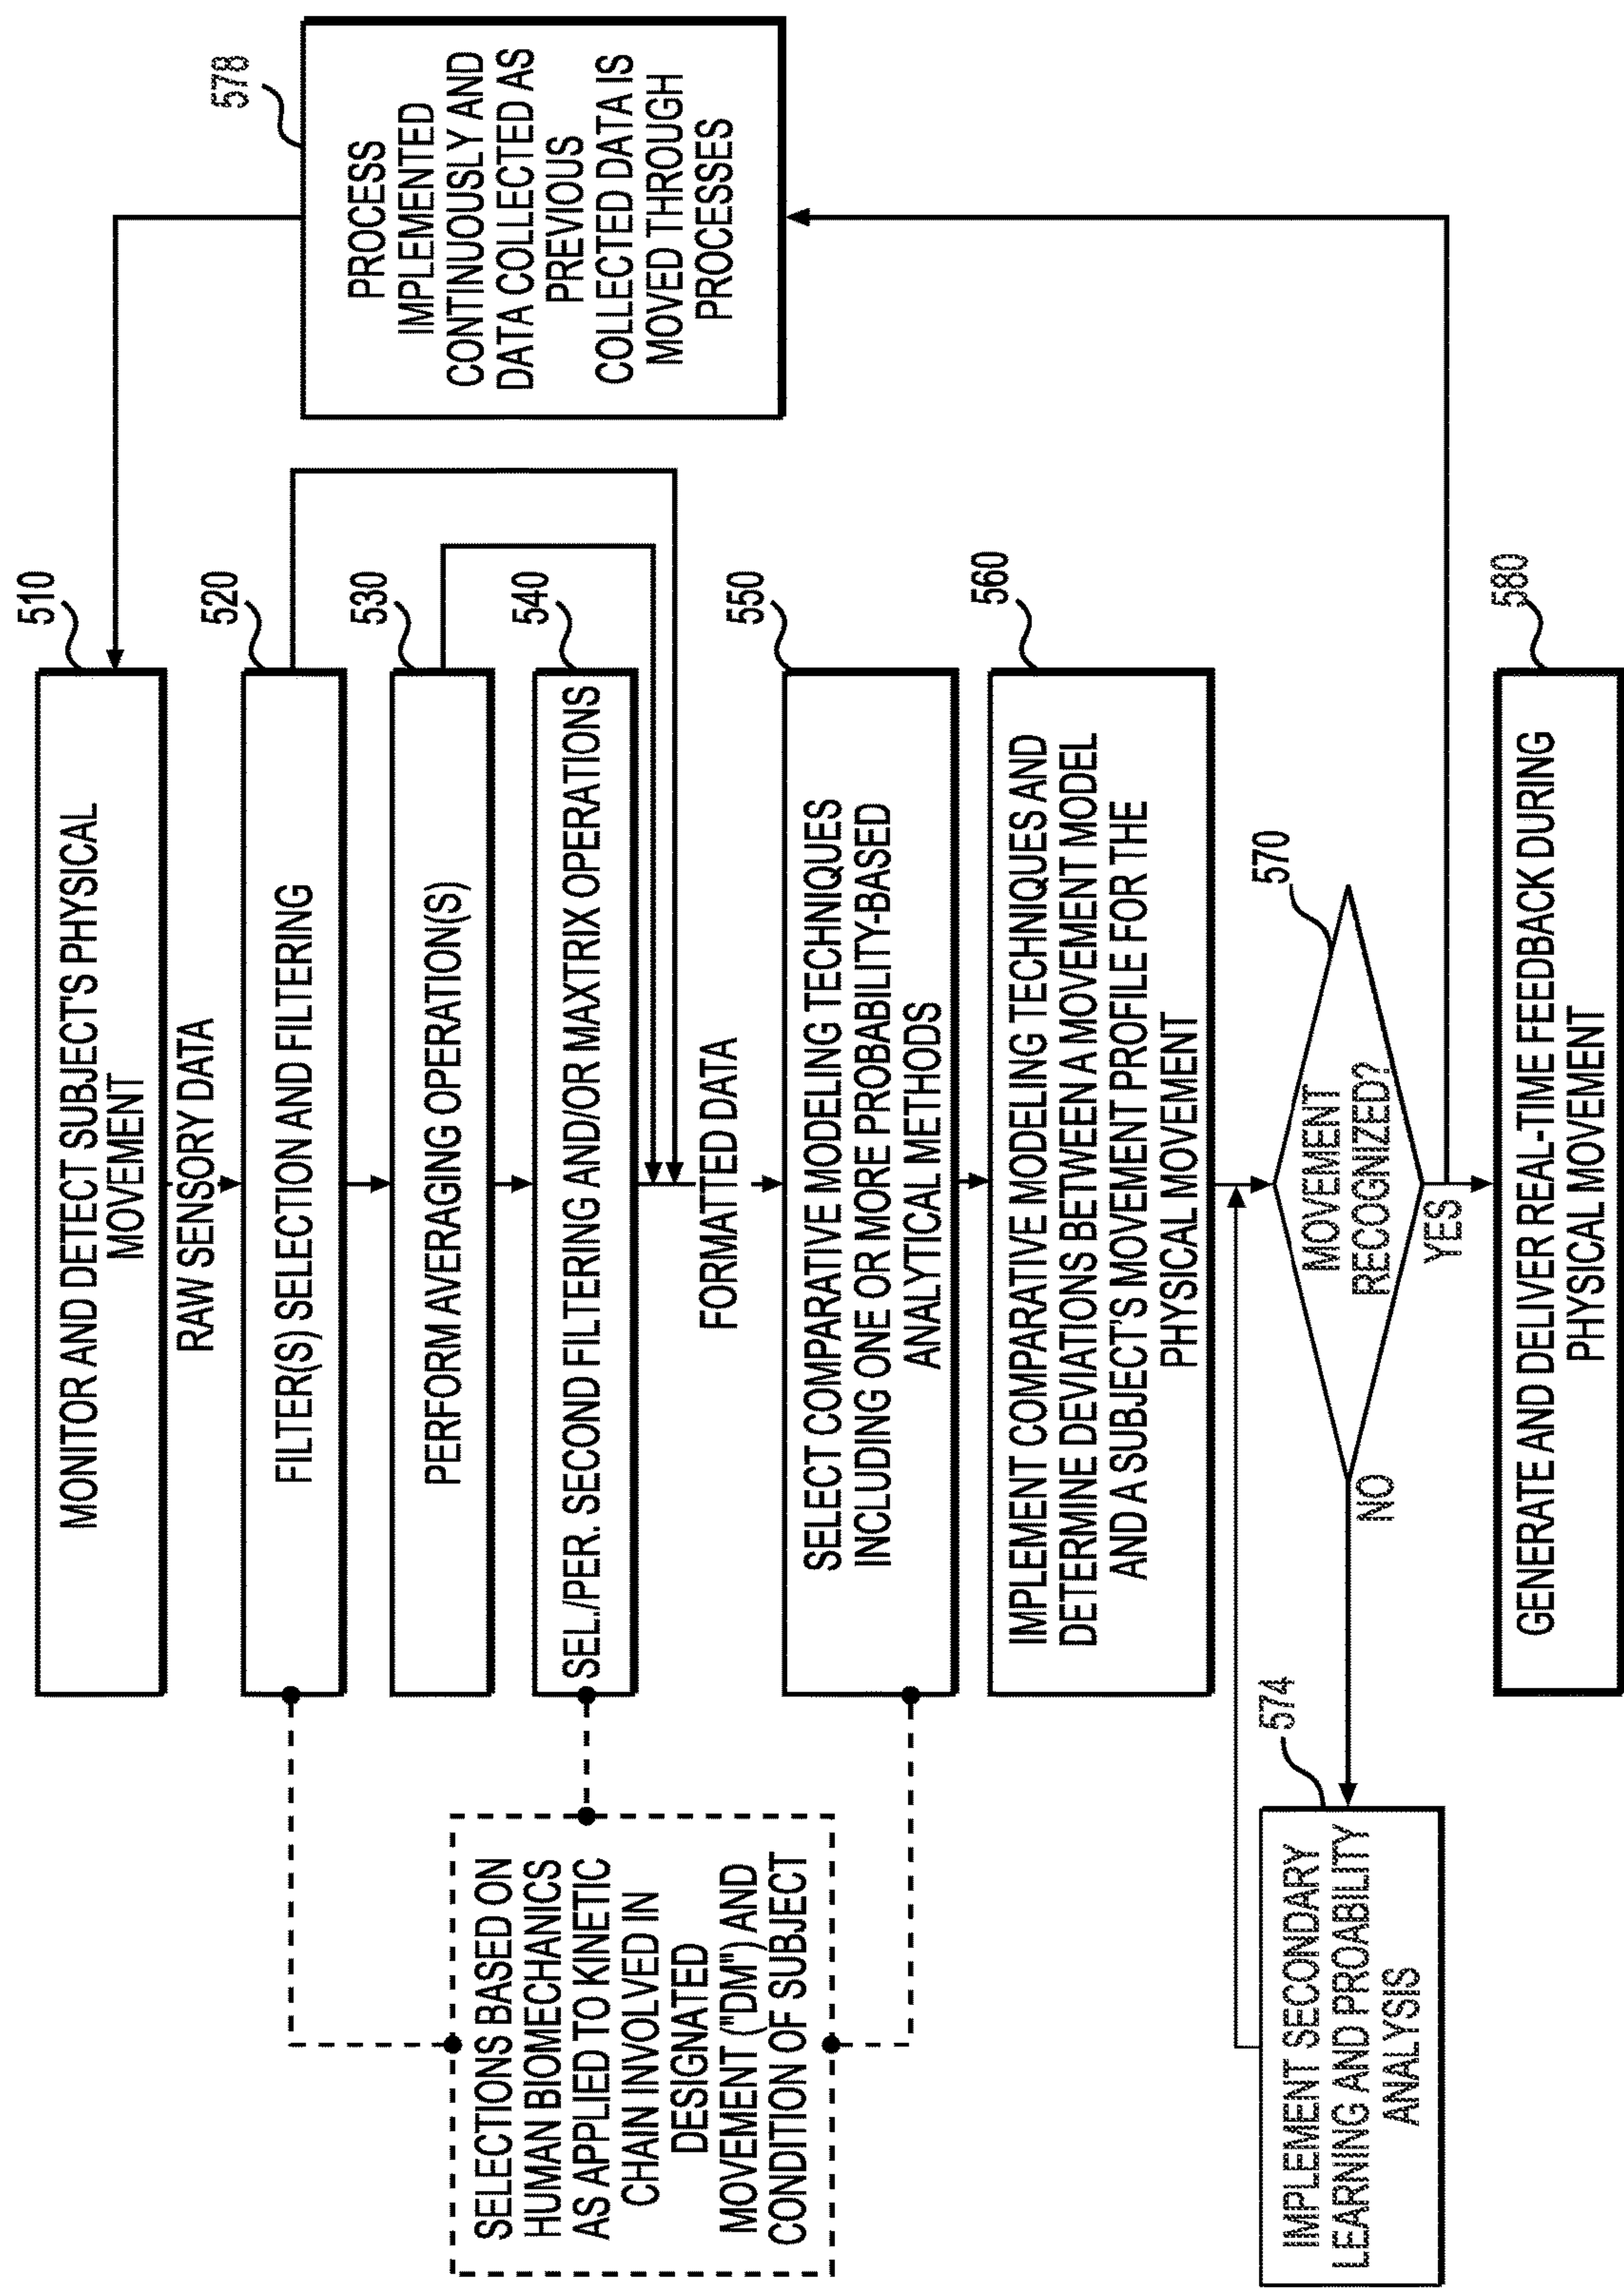 510
MONITOR AND DETECT SUBJECT'S PHYSICAL
MOVEMENT
RAW SENSORY DATA
520
FILTER(S) SELECTION AND FILTERING
530
PERFORM AVERAGING OPERATION(S)
540
SEL./PER. SECOND FILTERING AND/OR MAXTRIX OPERATIONS
FORMATTED DATA
550
SELECT COMPARATIVE MODELING TECHNIQUES
INCLUDING ONE OR MORE PROBABILITY-BASED
ANALYTICAL METHODS
560
IMPLEMENT COMPARATIVE MODELING TECHNIQUES AND
DETERMINE DEVIATIONS BETWEEN A MOVEMENT MODEL
AND A SUBJECT'S MOVEMENT PROFILE FOR THE
PHYSICAL MOVEMENT
570
MOVEMENT
RECOGNIZED?
YES
NO
574
IMPLEMENT SECONDARY
LEARNING AND PROABILITY
ANALYSIS
580
GENERATE AND DELIVER REAL-TIME FEEDBACK DURING
PHYSICAL MOVEMENT
578
PROCESS
IMPLEMENTED
CONTINUOUSLY AND
DATA COLLECTED AS
PREVIOUS
COLLECTED DATA IS
MOVED THROUGH
PROCESSES
SELECTIONS BASED ON
HUMAN BIOMECHANICS
AS APPLIED TO KINETIC
CHAIN INVOLVED IN
DESIGNATED
MOVEMENT ("DM") AND
CONDITION OF SUBJECT